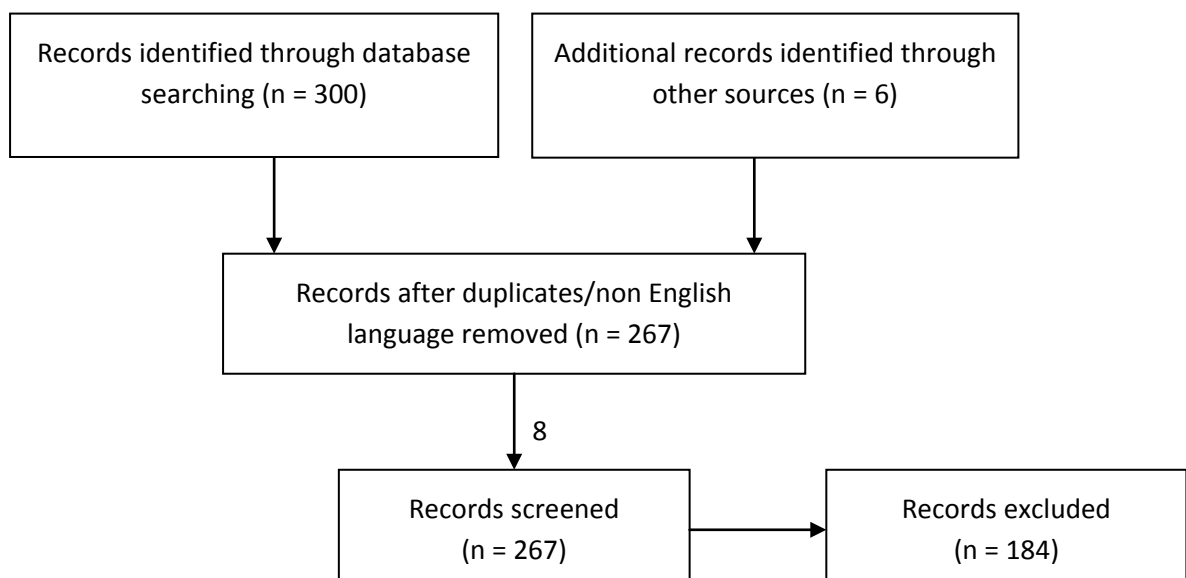 Records identified through database
searching (n = 300)
Additional records identified through
other sources (n = 6)
Records after duplicates/non English
language removed (n = 267)
8
Records screened
(n = 267)
Records excluded
(n = 184)